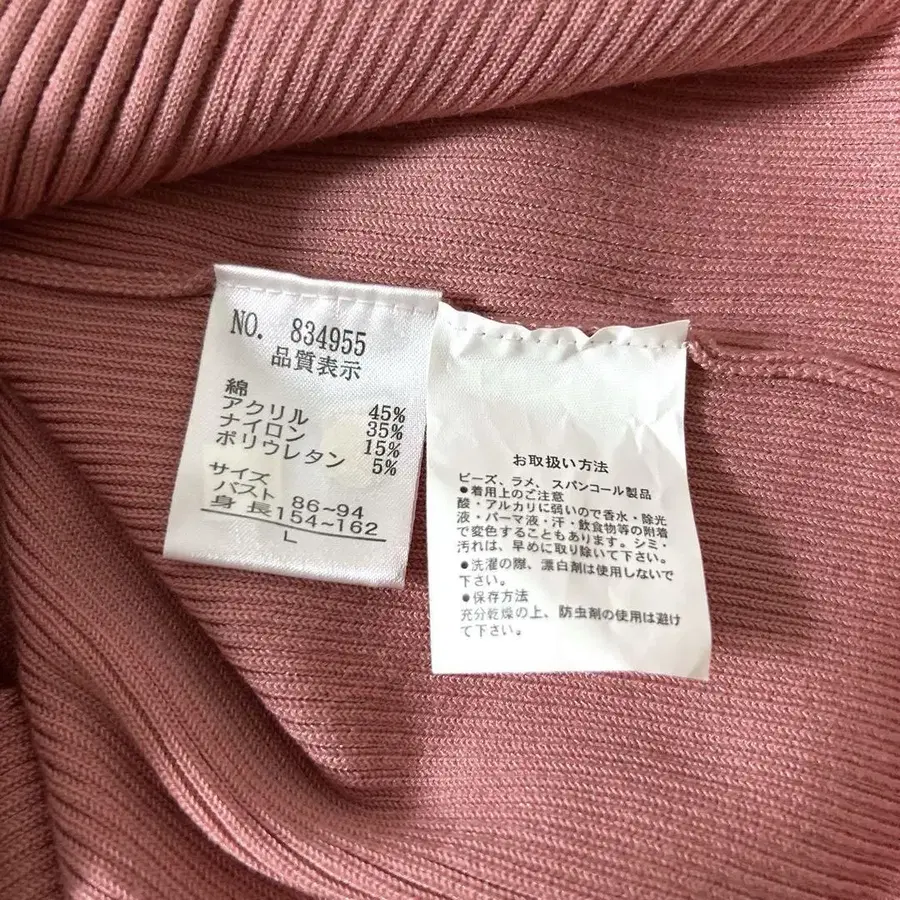 NO. 834955
品質表示
綿 45%
アクリル 35%
ナイロン 15%
ポリウレタン 5%
サイズ
バスト 86~94
身長 154~162
L
お取扱い方法
ビーズ、ラメ、スパンコール製品
●着用上のご注意
酸・アルカリに弱いので香水・除光
液・パーマ液・汗・飲食物等の附着
で変色することもあります。シミ・
汚れは、早めに取り除いて下さい。
●洗濯の際、漂白剤は使用しないで
下さい。
●保存方法
充分乾燥の上、防虫剤の使用は避け
て下さい。